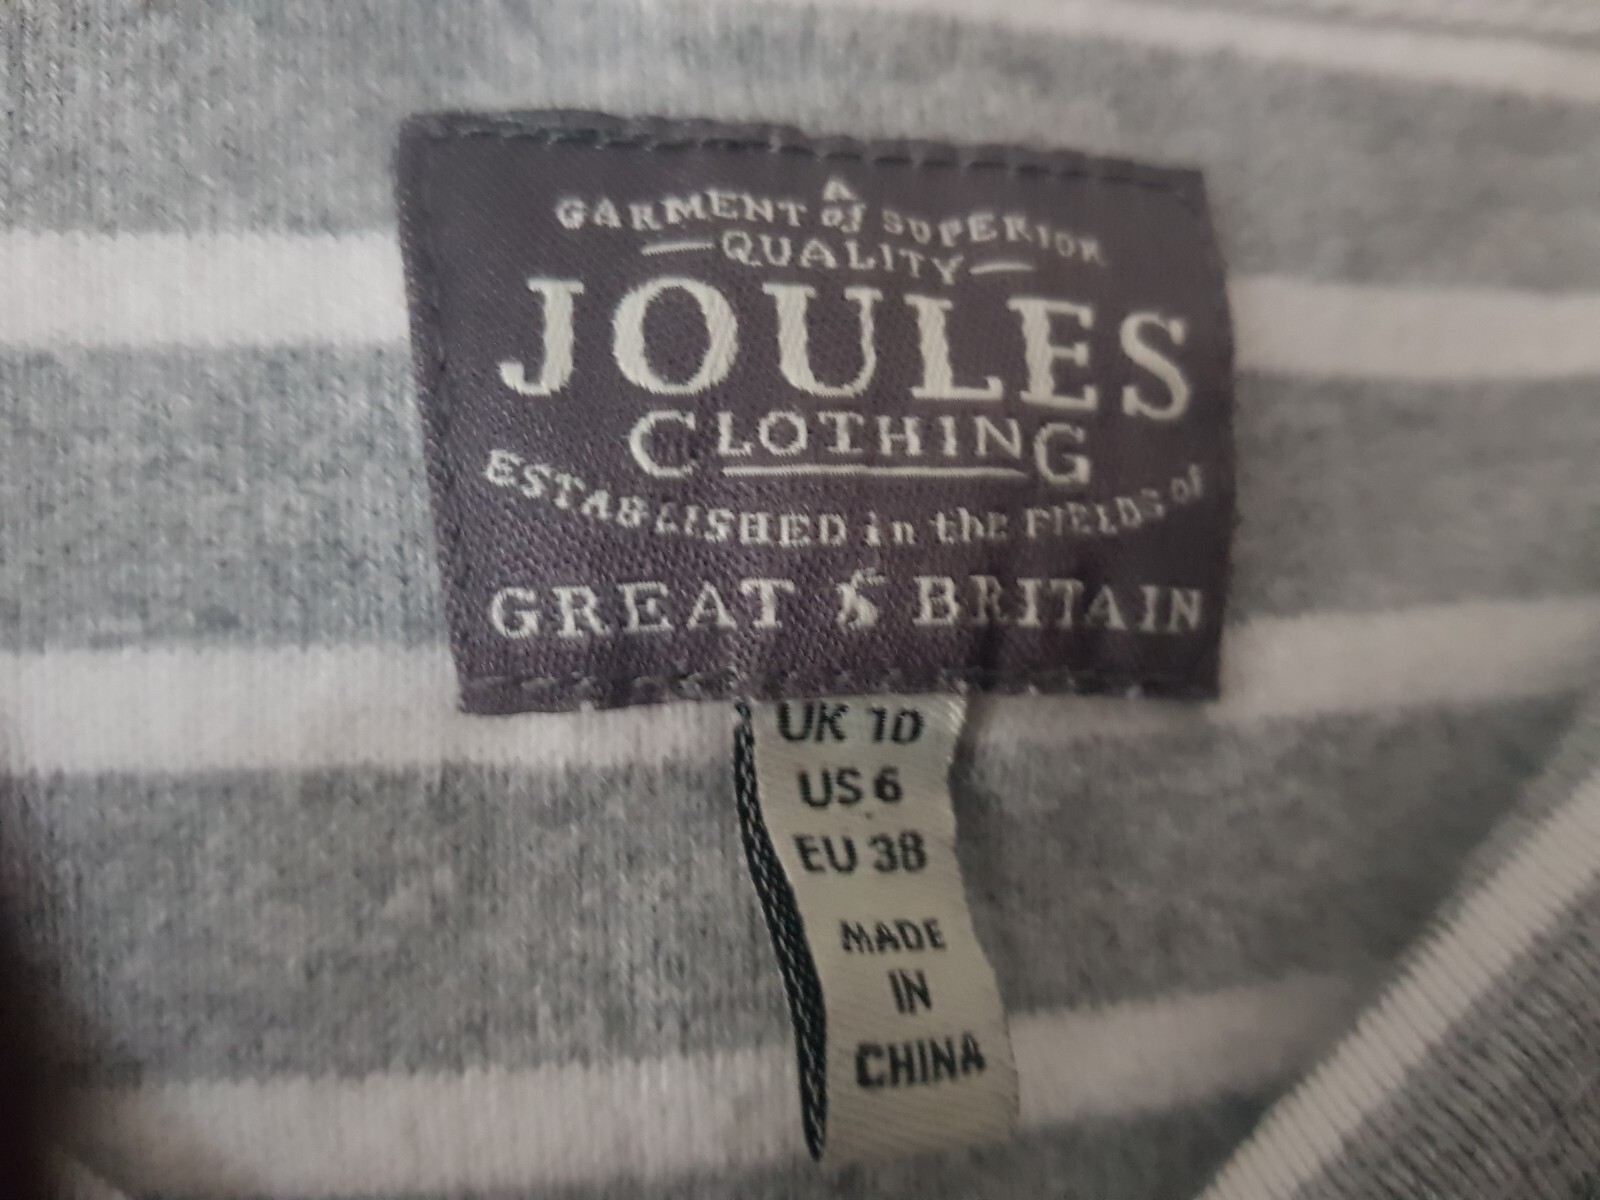 A
GARMENT of SUPERIOR
QUALITY
JOULES
CLOTHING
ESTABLISHED in the FIELDS of
GREAT BRITAIN
UK 10
US 6
EU 38
MADE
IN
CHINA